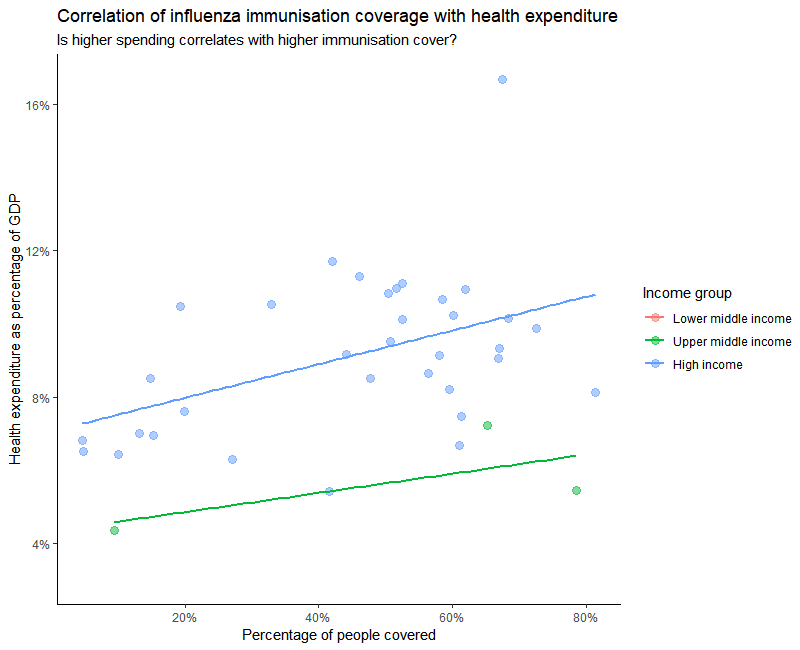 Correlation of influenza immunisation coverage with health expenditure
Is higher spending correlates with higher immunisation cover?
Health expenditure as percentage of GDP
16%
12%
8%
4%
20%
40%
60%
80%
Percentage of people covered
Income group
Lower middle income
Upper middle income
High income